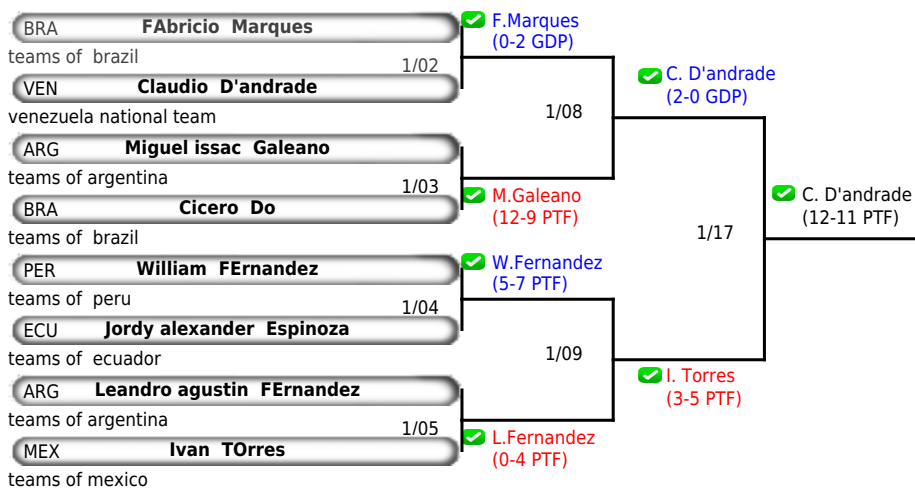 BRA FAbricio Marques
teams of brazil
1/02
VEN Claudio D'andrade
venezuela national team
ARG Miguel issac Galeano
teams of argentina
1/03
BRA Cicero Do
teams of brazil
PER William FErnandez
teams of peru
1/04
ECU Jordy alexander Espinoza
teams of ecuador
ARG Leandro agustin FErnandez
teams of argentina
1/05
MEX Ivan TOrres
teams of mexico
F.Marques
(0-2 GDP)
1/08
M.Galeano
(12-9 PTF)
W.Fernandez
(5-7 PTF)
1/09
L.Fernandez
(0-4 PTF)
C. D'andrade
(2-0 GDP)
1/17
I. Torres
(3-5 PTF)
C. D'andrade
(12-11 PTF)